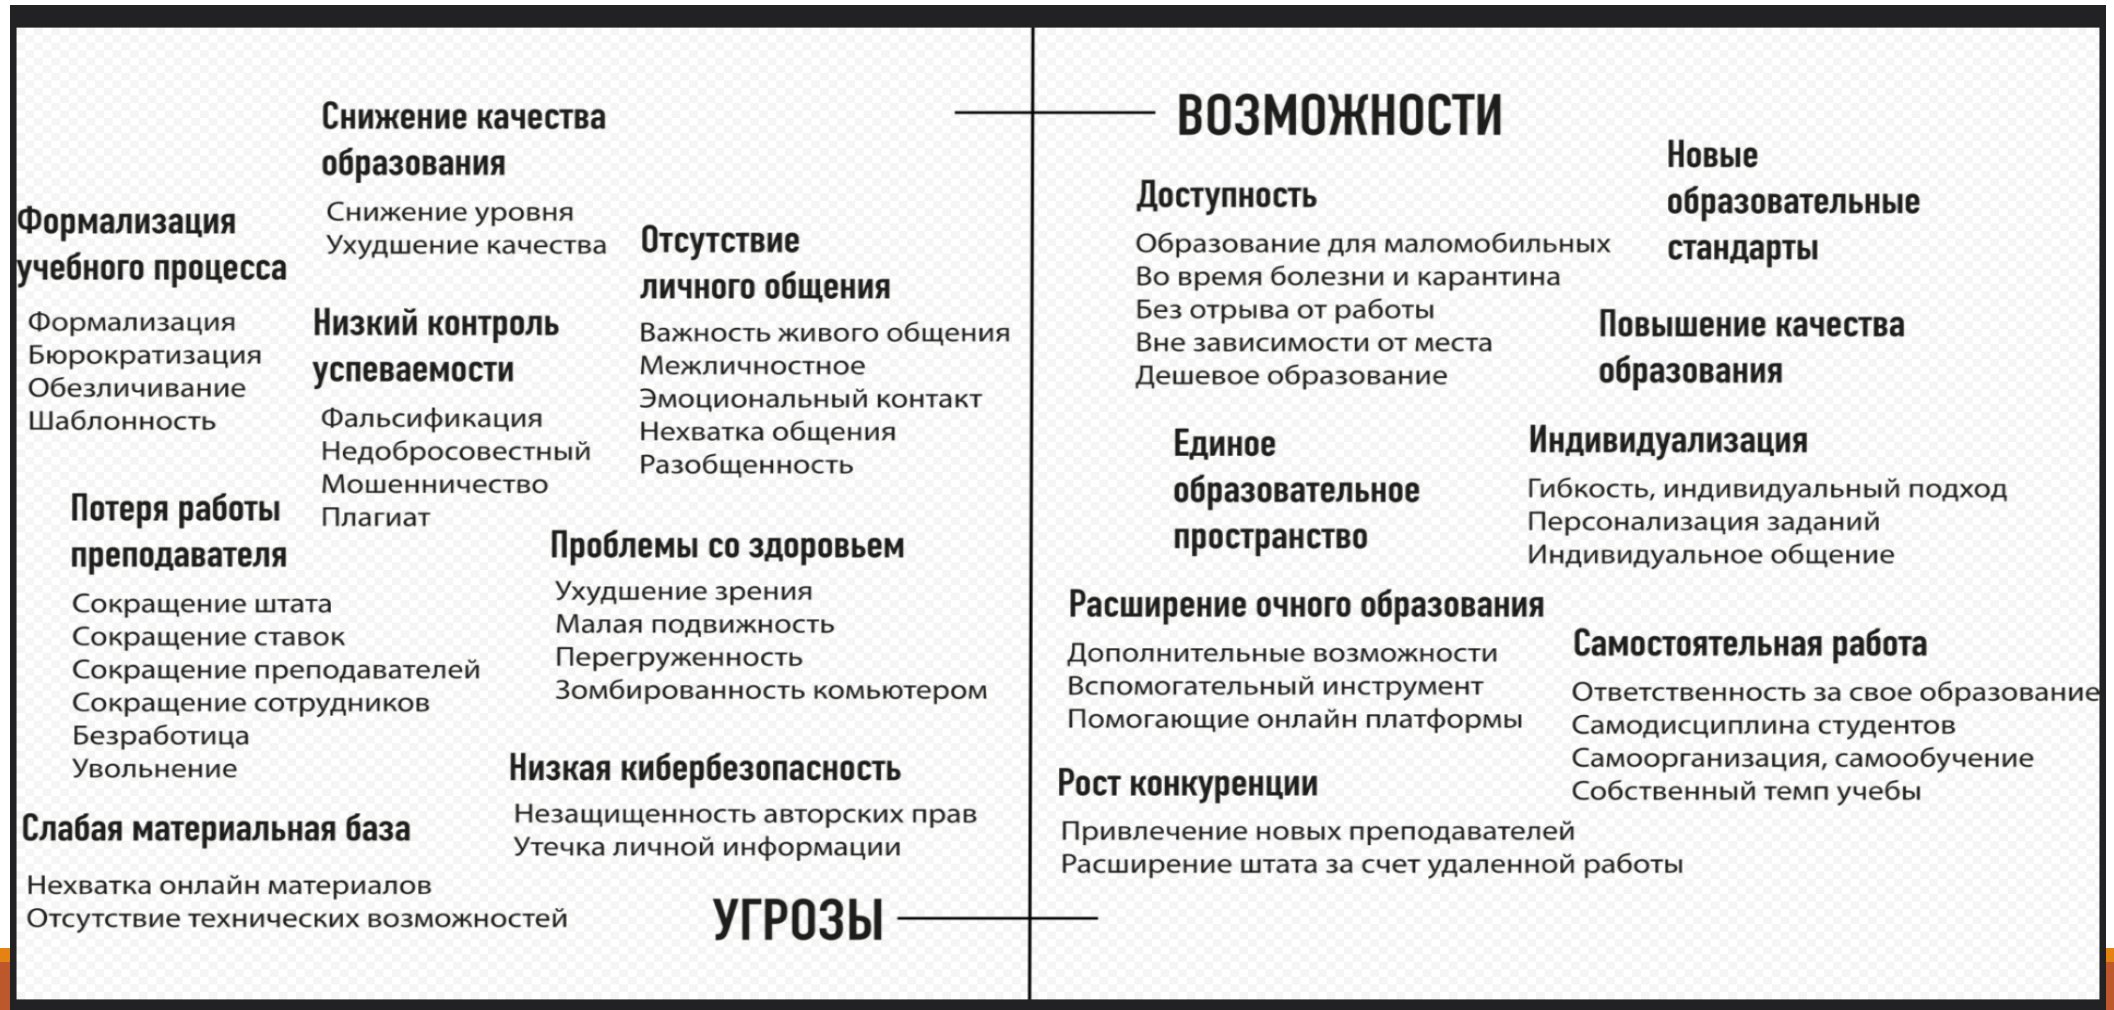 Снижение качества
образования
Снижение уровня
Ухудшение качества
Формализация
учебного процесса
Формализация
Бюрократизация
Обезличивание
Шаблонность
Низкий контроль
успеваемости
Фальсификация
Недобросовестный
Мошенничество
Плагиат
Отсутствие
личного общения
Важность живого общения
Межличностное
Эмоциональный контакт
Нехватка общения
Разобщенность
Потеря работы
преподавателя
Сокращение штата
Сокращение ставок
Сокращение преподавателей
Сокращение сотрудников
Безработица
Увольнение
Проблемы со здоровьем
Ухудшение зрения
Малая подвижность
Перегруженность
Зомбированность комьютером
Низкая кибербезопасность
Незащищенность авторских прав
Утечка личной информации
Слабая материальная база
Нехватка онлайн материалов
Отсутствие технических возможностей
УГРОЗЫ
ВОЗМОЖНОСТИ
Доступность
Образование для маломобильных
Во время болезни и карантина
Без отрыва от работы
Вне зависимости от места
Дешевое образование
Новые
образовательные
стандарты
Повышение качества
образования
Единое
образовательное
пространство
Индивидуализация
Гибкость, индивидуальный подход
Персонализация заданий
Индивидуальное общение
Расширение очного образования
Дополнительные возможности
Вспомогательный инструмент
Помогающие онлайн платформы
Самостоятельная работа
Ответственность за свое образование
Самодисциплина студентов
Самоорганизация, самообучение
Собственный темп учебы
Рост конкуренции
Привлечение новых преподавателей
Расширение штата за счет удаленной работы